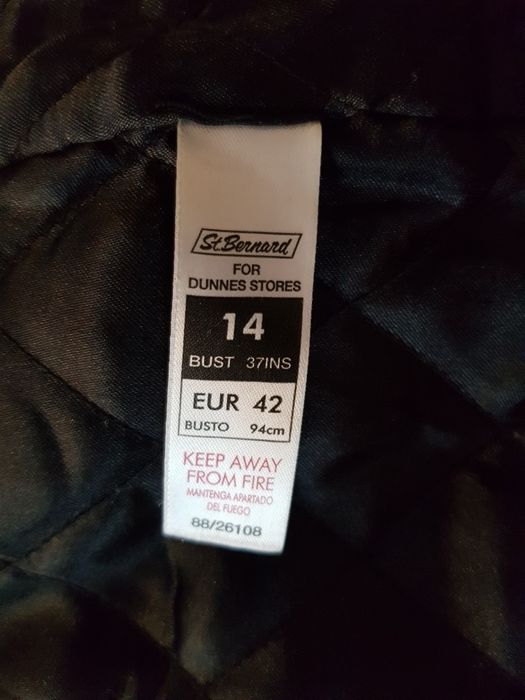 St.Bernard
FOR
DUNNES STORES
14
BUST 37INS
EUR 42
BUSTO 94cm
KEEP AWAY
FROM FIRE
MANTENGA APARTADO
DEL FUEGO
88/26108